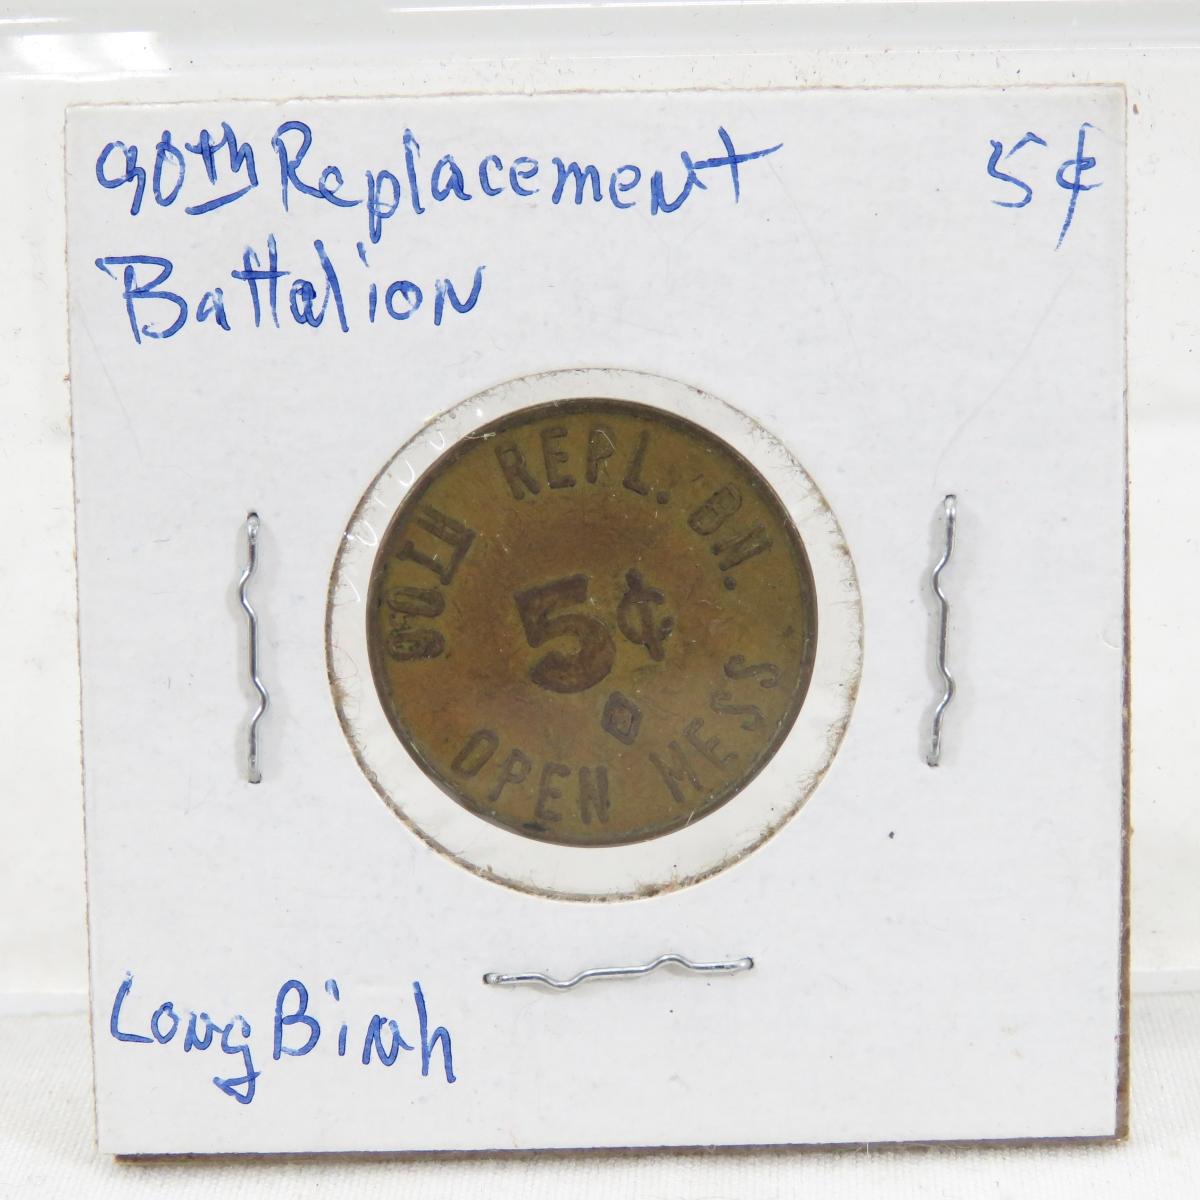 90th Replacement 5¢
Battalion
90TH REPL. BN.
5¢
OPEN MESS
Long Binh